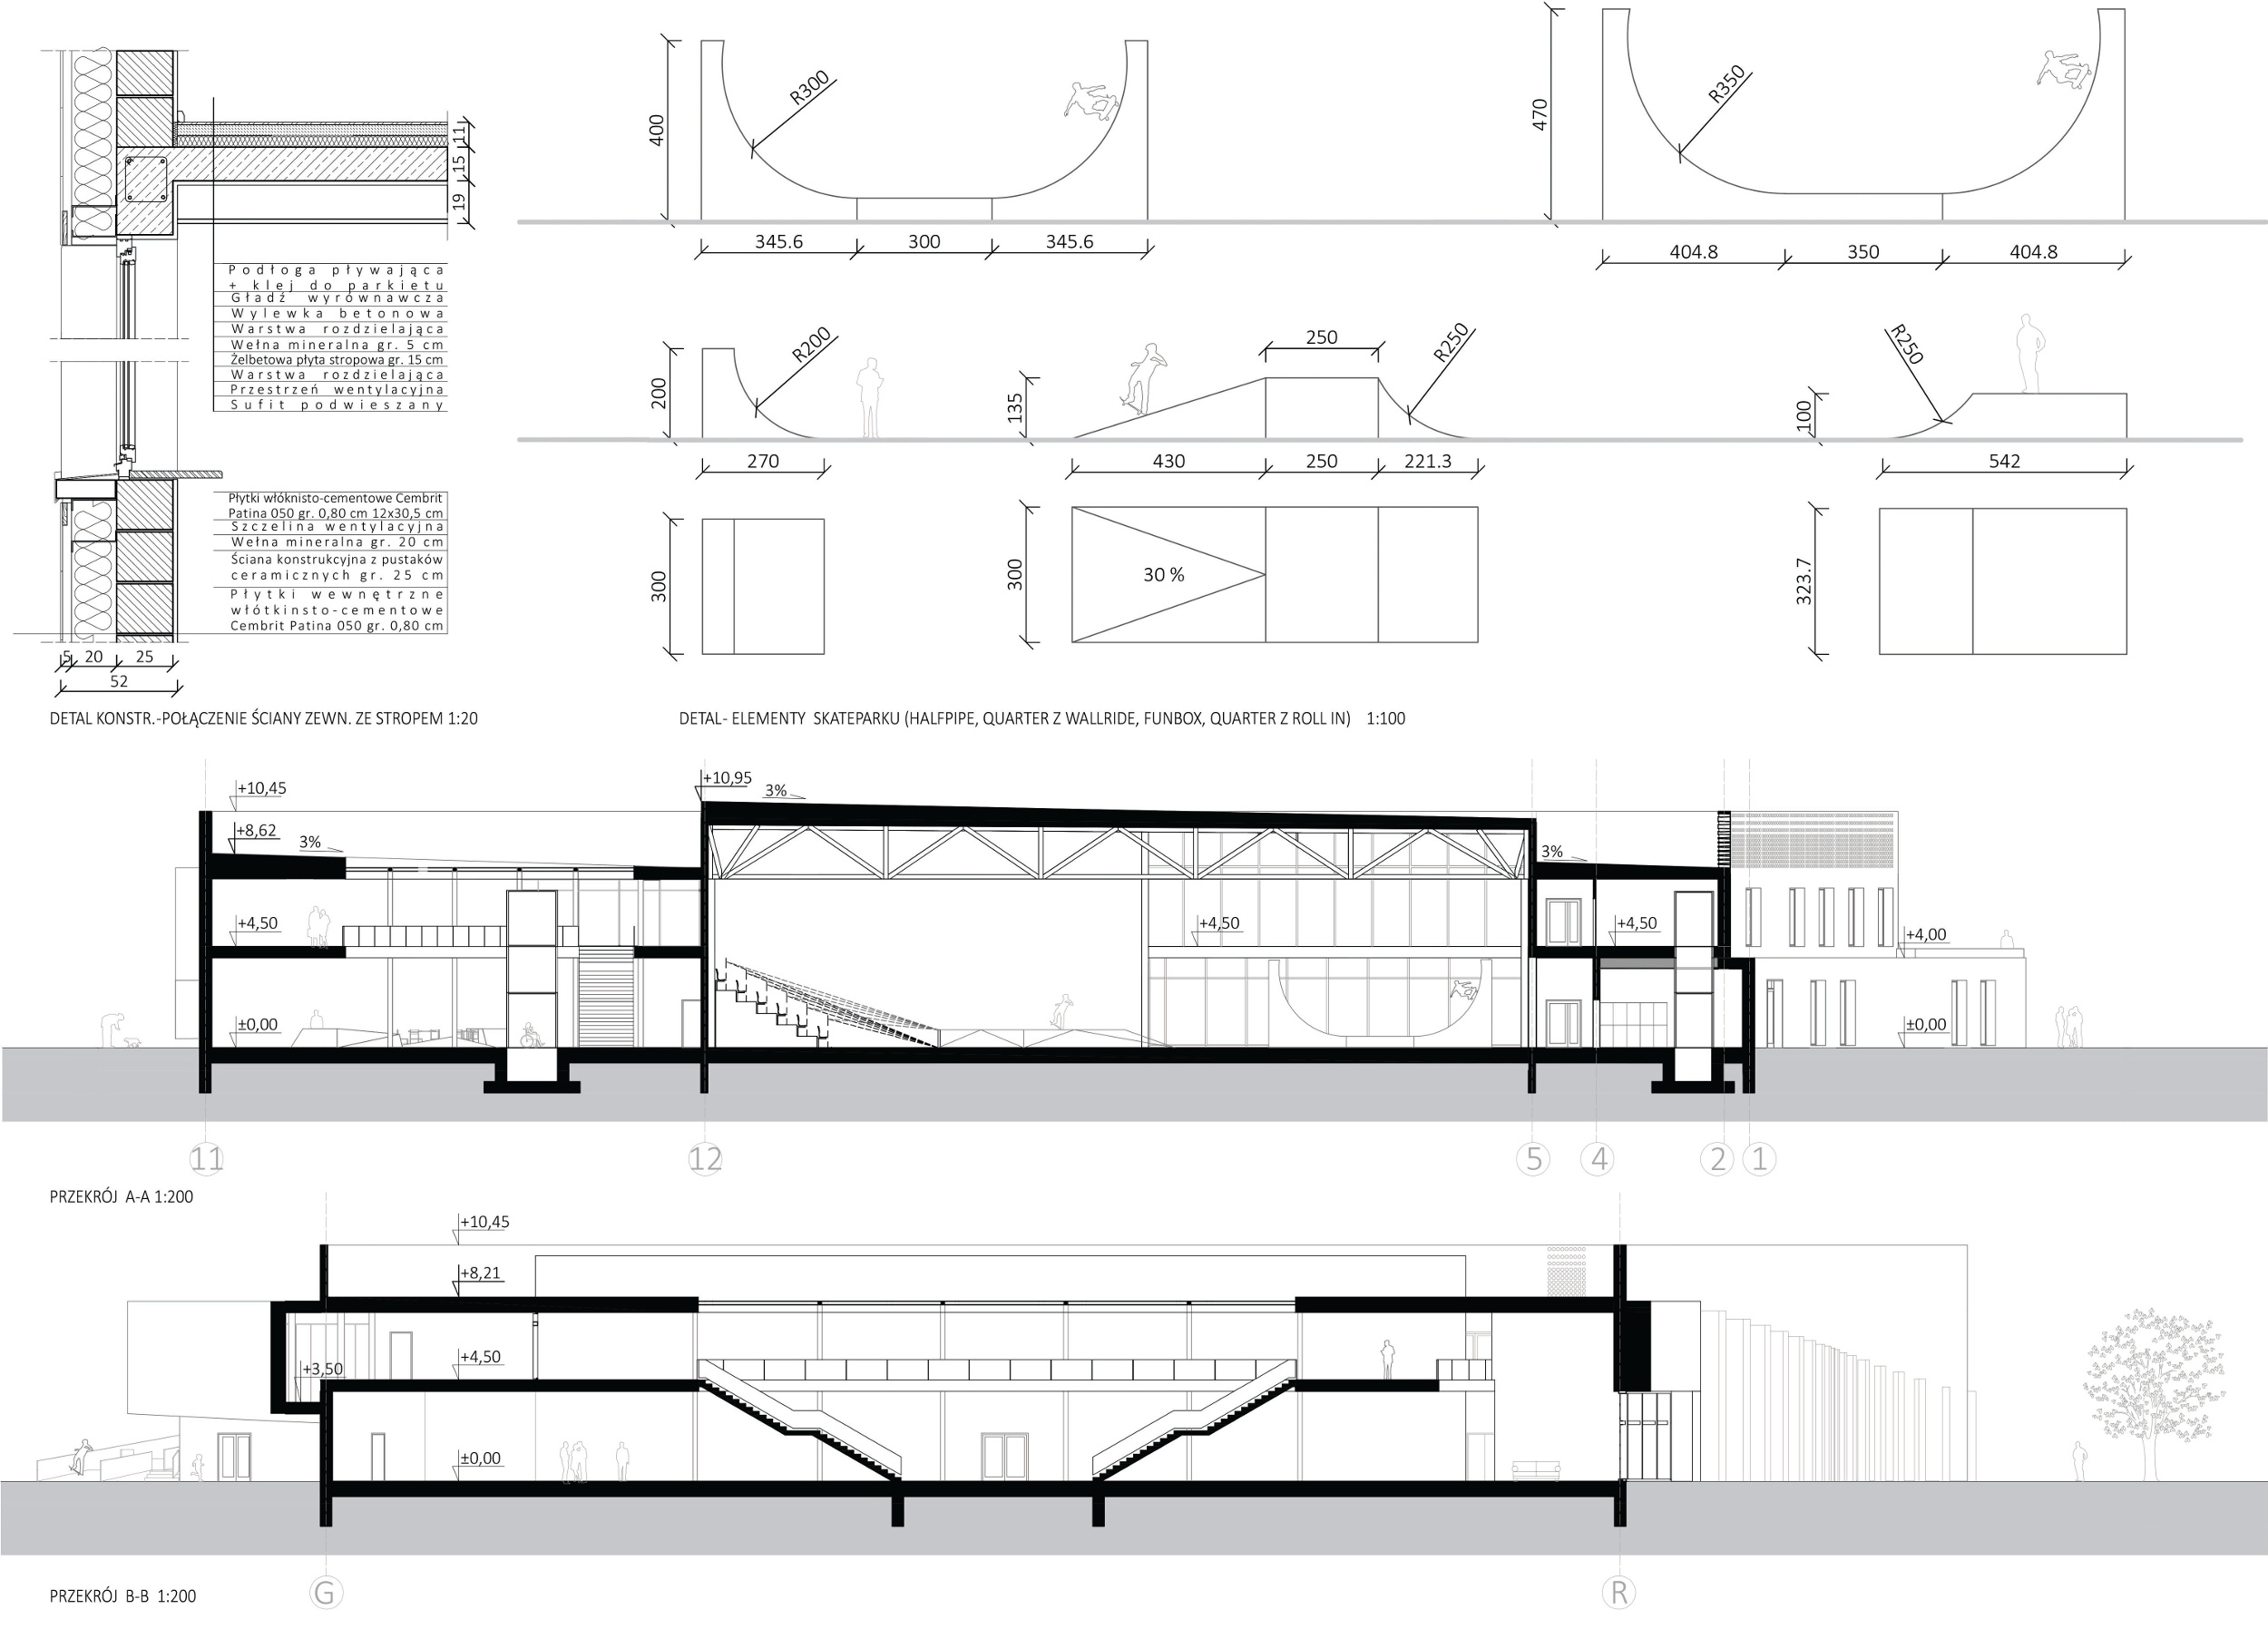 11
15
19
Podłoga pływająca
+ klej do parkietu
Gładź wyrównawcza
Wylewka betonowa
Warstwa rozdzielająca
Wełna mineralna gr. 5 cm
Żelbetowa płyta stropowa gr. 15 cm
Warstwa rozdzielająca
Przestrzeń wentylacyjna
Sufit podwieszany
Płytki włóknisto-cementowe Cembrit
Patina 050 gr. 0,80 cm 12x30,5 cm
Szczelina wentylacyjna
Wełna mineralna gr. 20 cm
Ściana konstrukcyjna z pustaków
ceramicznych gr. 25 cm
Płytki wewnętrzne
włótkinsto-cementowe
Cembrit Patina 050 gr. 0,80 cm
5 20 25
52
DETAL KONSTR.-POŁĄCZENIE ŚCIANY ZEWN. ZE STROPEM 1:20
400
R300
345.6 300 345.6
470
R350
404.8 350 404.8
200
R200
270
300
250
135
R250
430 250 221.3
300
30 %
R250
100
542
323.7
DETAL- ELEMENTY SKATEPARKU (HALFPIPE, QUARTER Z WALLRIDE, FUNBOX, QUARTER Z ROLL IN) 1:100
+10,45
+10,95
3%
+8,62
3%
3%
+4,50
+4,50
+4,50
+4,00
±0,00
±0,00
11 12 5 4 2 1
PRZEKRÓJ A-A 1:200
+10,45
+8,21
+4,50
+3,50
±0,00
G R
PRZEKRÓJ B-B 1:200